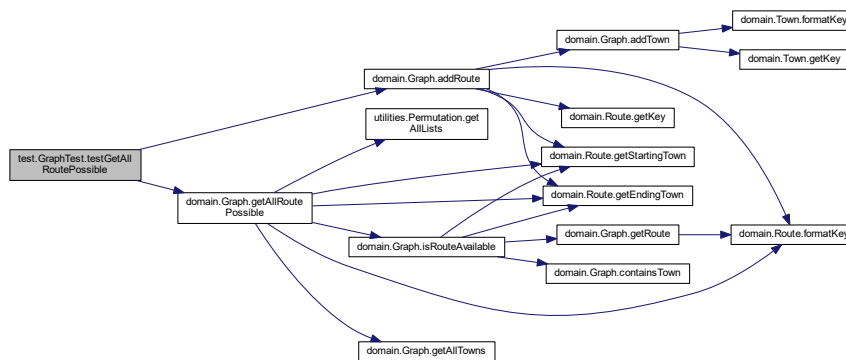 test.GraphTest.testGetAll
RoutePossible
domain.Graph.addRoute
utilities.Permutation.get
AllLists
domain.Graph.getAllRoute
Possible
domain.Graph.isRouteAvailable
domain.Graph.getAllTowns
domain.Graph.addTown
domain.Route.getKey
domain.Route.getStartingTown
domain.Route.getEndingTown
domain.Graph.getRoute
domain.Graph.containsTown
domain.Town.formatKey
domain.Town.getKey
domain.Route.formatKey